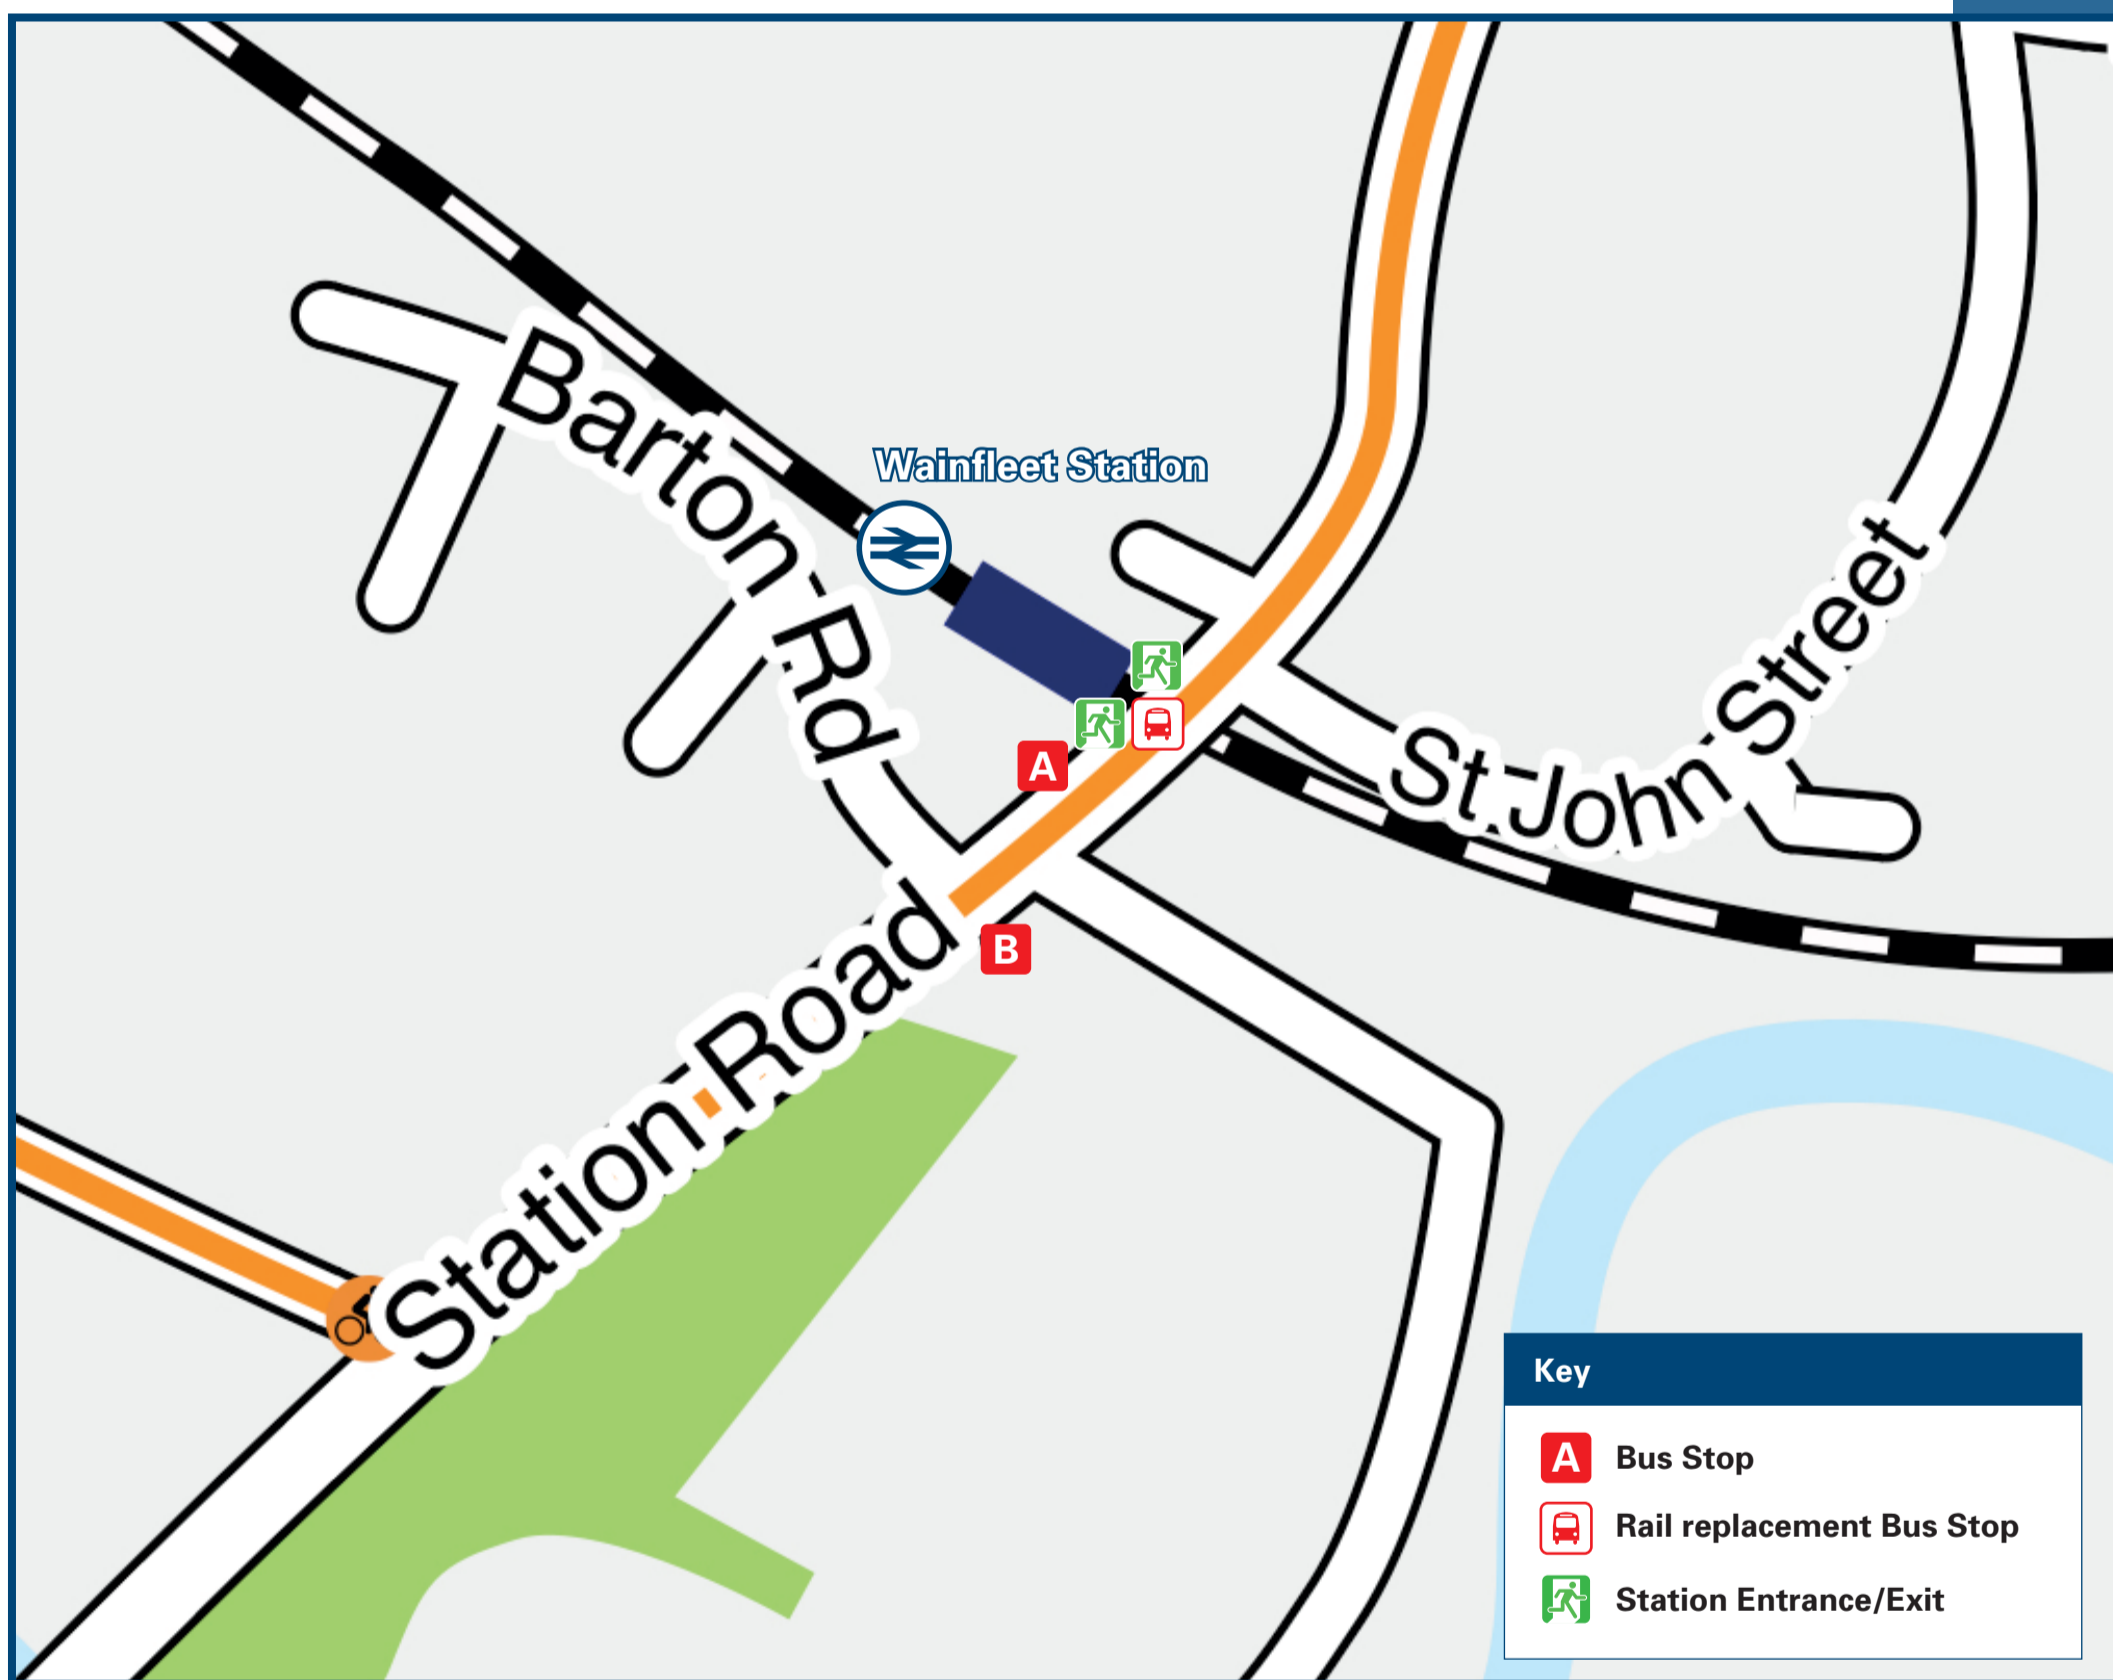 Barton Rd
Wainfleet Station
St John Street
A
B
Station Road
Key
A Bus Stop
Rail replacement Bus Stop
Station Entrance/Exit